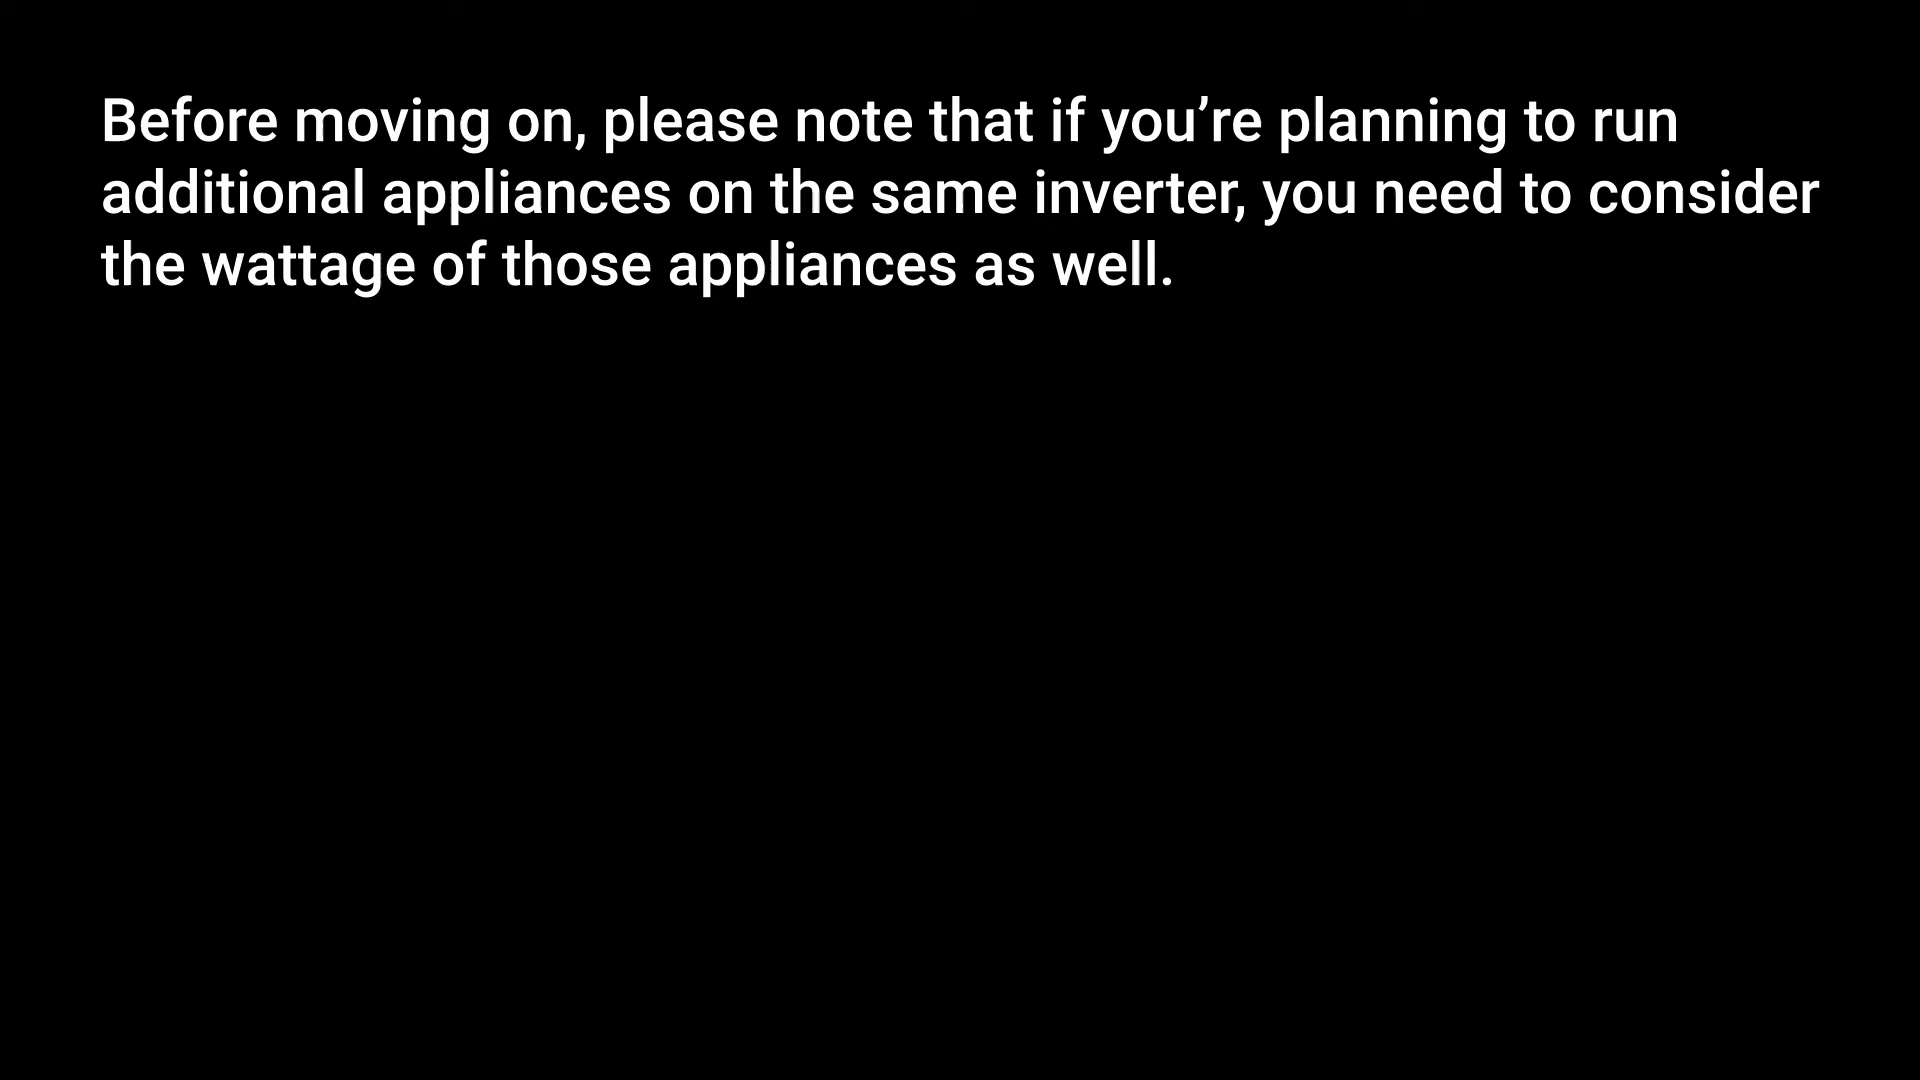 Before moving on, please note that if you’re planning to run
additional appliances on the same inverter, you need to consider
the wattage of those appliances as well.